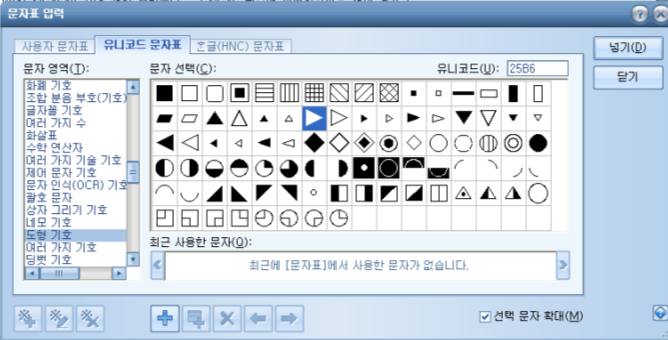 문자표 입력
사용자 문자표 유니코드 문자표 흔글(HNC) 문자표
넣기(D)
닫기
문자 영역(T):
문자 선택(C):
유니코드(U): 25B6
화폐 기호
조합 분음 부호(기호)
글자꼴 기호
여러 가지 수
화살표
수학 연산자
여러 가지 기술 기호
제어 문자 기호
문자 인식(OCR) 기호
괄호 문자
상자 그리기 기호
네모 기호
도형 기호
여러 가지 기호
딩벳 기호
최근 사용한 문자(Q):
최근에 [문자표]에서 사용한 문자가 없습니다.
선택 문자 확대(M)